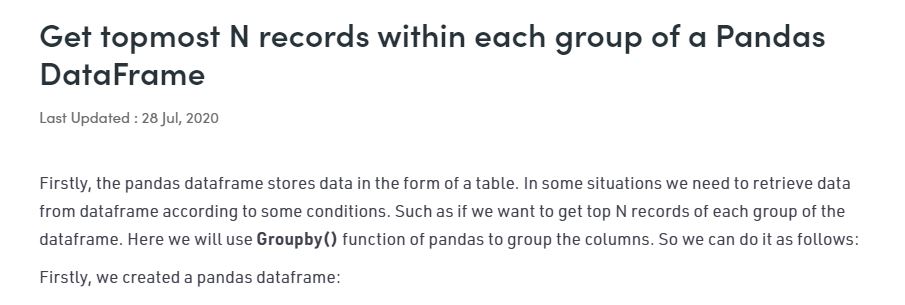 Get topmost N records within each group of a Pandas
DataFrame
Last Updated : 28 Jul, 2020
Firstly, the pandas dataframe stores data in the form of a table. In some situations we need to retrieve data
from dataframe according to some conditions. Such as if we want to get top N records of each group of the
dataframe. Here we will use Groupby() function of pandas to group the columns. So we can do it as follows:
Firstly, we created a pandas dataframe: